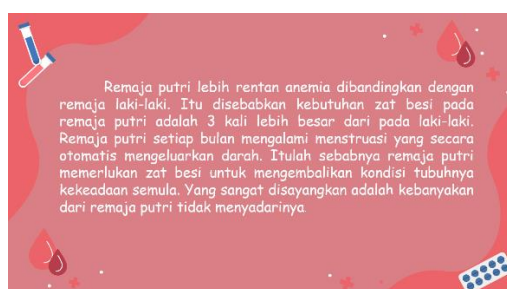 Remaja putri lebih rentan anemia dibandingkan dengan
remaja laki-laki. Itu disebabkan kebutuhan zat besi pada
remaja putri adalah 3 kali lebih besar dari pada laki-laki.
Remaja putri setiap bulan mengalami menstruasi yang secara
otomatis mengeluarkan darah. Itulah sebabnya remaja putri
memerlukan zat besi untuk mengembalikan kondisi tubuhnya
kekeadaan semula. Yang sangat disayangkan adalah kebanyakan
dari remaja putri tidak menyadarinya.